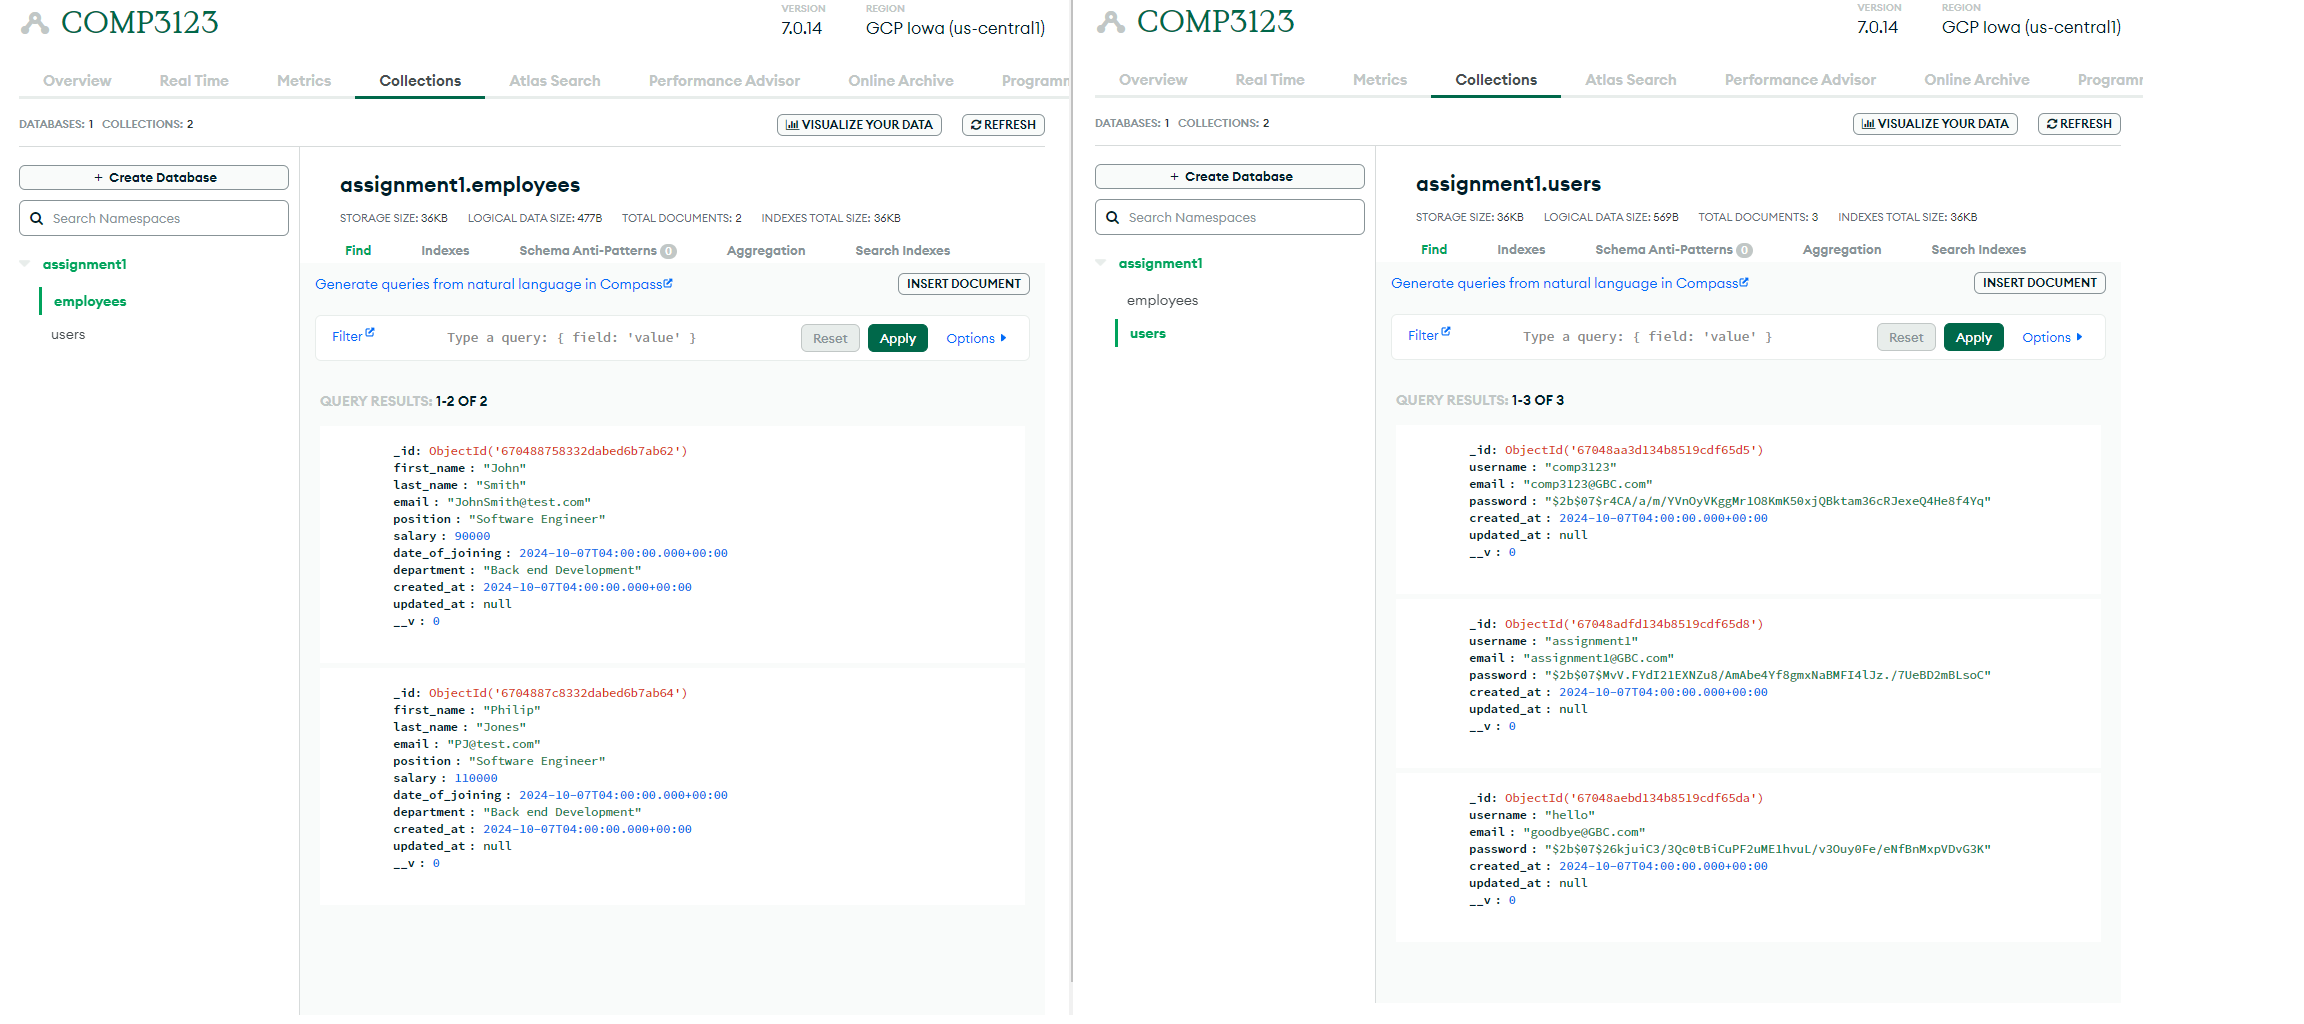 COMP3123
VERSION
7.0.14
REGION
GCP Iowa (us-central1)
Overview Real Time Metrics Collections Atlas Search Performance Advisor Online Archive Programm
DATABASES: 1 COLLECTIONS: 2
VISUALIZE YOUR DATA
REFRESH
+ Create Database
Search Namespaces
assignment1
employees
users
assignment1.employees
STORAGE SIZE: 36KB LOGICAL DATA SIZE: 477B TOTAL DOCUMENTS: 2 INDEXES TOTAL SIZE: 36KB
Find Indexes Schema Anti-Patterns 0 Aggregation Search Indexes
Generate queries from natural language in Compass
INSERT DOCUMENT
Filter Type a query: { field: 'value' } Reset Apply Options
QUERY RESULTS: 1-2 OF 2
_id: ObjectId('670488758332dabed6b7ab62')
first_name : "John"
last_name : "Smith"
email : "JohnSmith@test.com"
position : "Software Engineer"
salary : 90000
date_of_joining : 2024-10-07T04:00:00.000+00:00
department : "Back end Development"
created_at : 2024-10-07T04:00:00.000+00:00
updated_at : null
__v : 0
_id: ObjectId('6704887c8332dabed6b7ab64')
first_name : "Philip"
last_name : "Jones"
email : "PJ@test.com"
position : "Software Engineer"
salary : 110000
date_of_joining : 2024-10-07T04:00:00.000+00:00
department : "Back end Development"
created_at : 2024-10-07T04:00:00.000+00:00
updated_at : null
__v : 0
COMP3123
VERSION
7.0.14
REGION
GCP Iowa (us-central1)
Overview Real Time Metrics Collections Atlas Search Performance Advisor Online Archive Programm
DATABASES: 1 COLLECTIONS: 2
VISUALIZE YOUR DATA
REFRESH
+ Create Database
Search Namespaces
assignment1
employees
users
assignment1.users
STORAGE SIZE: 36KB LOGICAL DATA SIZE: 569B TOTAL DOCUMENTS: 3 INDEXES TOTAL SIZE: 36KB
Find Indexes Schema Anti-Patterns 0 Aggregation Search Indexes
Generate queries from natural language in Compass
INSERT DOCUMENT
Filter Type a query: { field: 'value' } Reset Apply Options
QUERY RESULTS: 1-3 OF 3
_id: ObjectId('67048aa3d134b8519cdf65d5')
username : "comp3123"
email : "comp3123@GBC.com"
password : "$2b$07$r4CA/a/m/YVnOyVKggMrlO8KmK50xjQBktam36cRJexeQ4He8f4Yq"
created_at : 2024-10-07T04:00:00.000+00:00
updated_at : null
__v : 0
_id: ObjectId('67048adfd134b8519cdf65d8')
username : "assignment1"
email : "assignment1@GBC.com"
password : "$2b$07$MvV.FYdI21EXNZu8/AmAbe4Yf8gmxNaBMFI4lJz./7UeBD2mBLsoC"
created_at : 2024-10-07T04:00:00.000+00:00
updated_at : null
__v : 0
_id: ObjectId('67048aebd134b8519cdf65da')
username : "hello"
email : "goodbye@GBC.com"
password : "$2b$07$26kjuiC3/3Qc0tBiCuPF2uME1hvuL/v3Ouy0Fe/eNfBnMxpVDvG3K"
created_at : 2024-10-07T04:00:00.000+00:00
updated_at : null
__v : 0